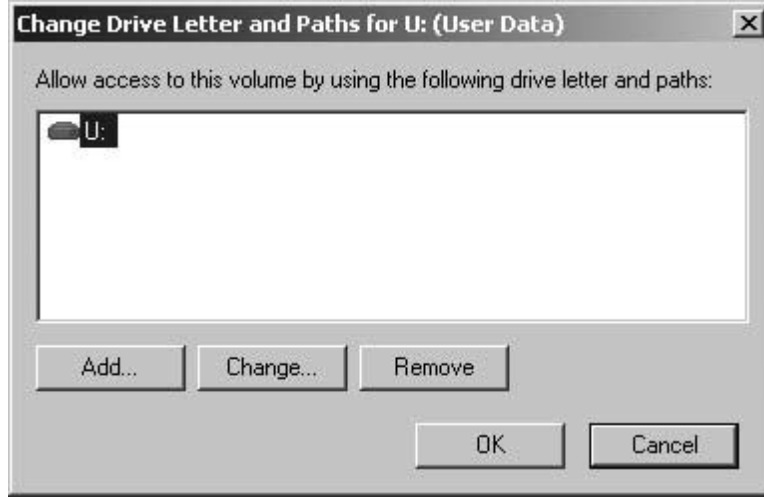 Change Drive Letter and Paths for U: (User Data)
Allow access to this volume by using the following drive letter and paths:
U:
Add... Change... Remove
OK Cancel